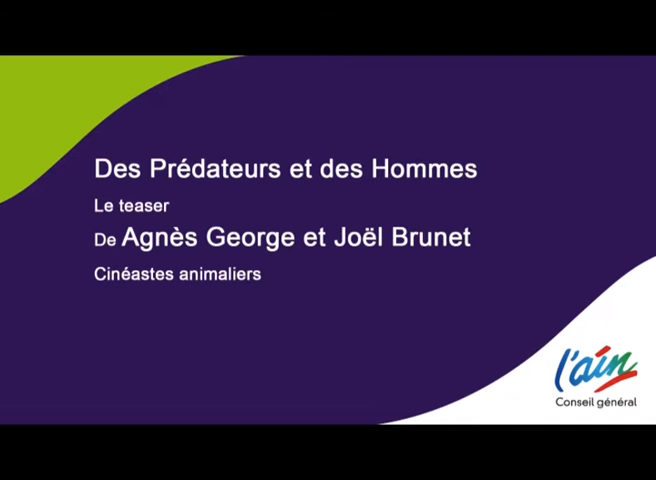 Des Prédateurs et des Hommes
Le teaser
De Agnès George et Joël Brunet
Cinéastes animaliers
l'ain
Conseil général